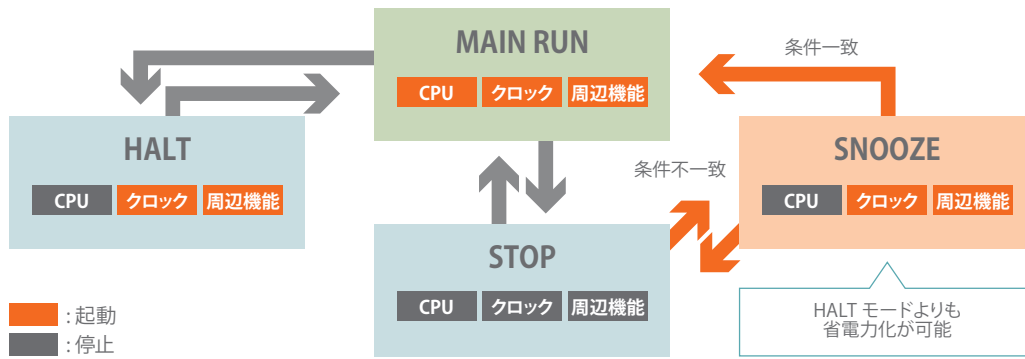 MAIN RUN
CPU クロック 周辺機能
条件一致
HALT
CPU クロック 周辺機能
SNOOZE
CPU クロック 周辺機能
条件不一致
STOP
CPU クロック 周辺機能
HALT モードよりも
省電力化が可能
: 起動
: 停止